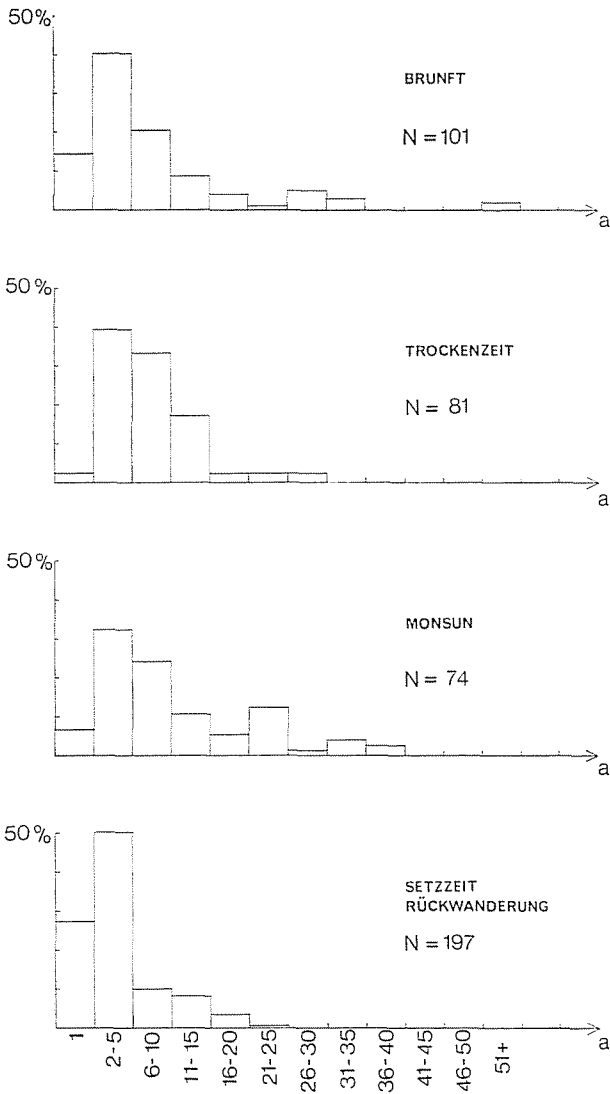 50%
BRUNFT
N = 101
a
50%
TROCKENZEIT
N = 81
a
50%
MONSUN
N = 74
a
50%
SETZZEIT
RÜCKWANDERUNG
N = 197
a
1
2-5
6-10
11-15
16-20
21-25
26-30
31-35
36-40
41-45
46-50
51+